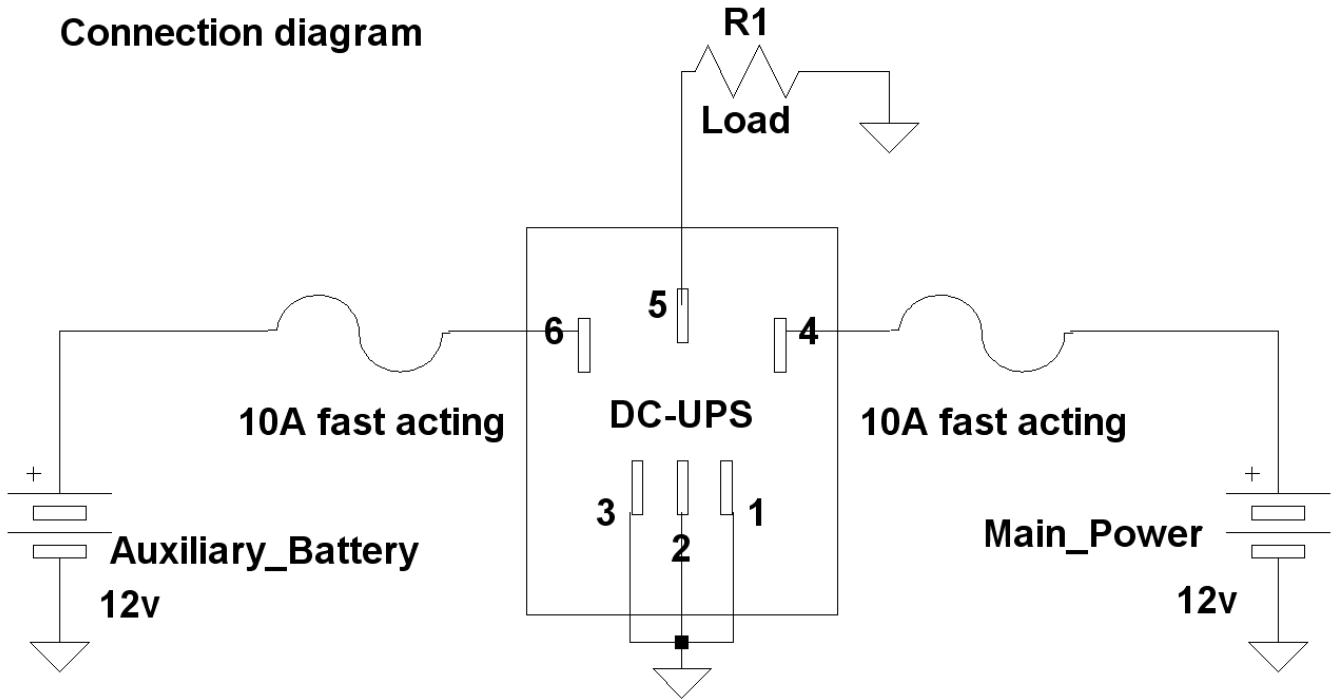 Connection diagram
R1
Load
5
6
4
10A fast acting
DC-UPS
10A fast acting
+
+
3
1
2
Auxiliary_Battery
Main_Power
12v
12v